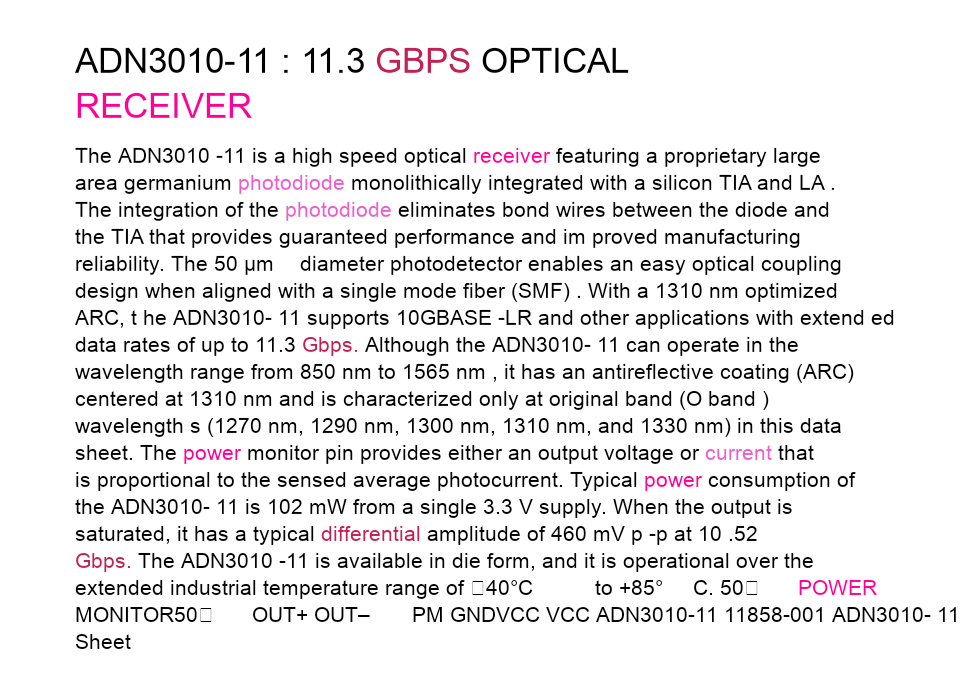 ADN3010-11 : 11.3 GBPS OPTICAL
RECEIVER
The ADN3010 -11 is a high speed optical receiver featuring a proprietary large
area germanium photodiode monolithically integrated with a silicon TIA and LA .
The integration of the photodiode eliminates bond wires between the diode and
the TIA that provides guaranteed performance and im proved manufacturing
reliability. The 50 µm diameter photodetector enables an easy optical coupling
design when aligned with a single mode fiber (SMF) . With a 1310 nm optimized
ARC, t he ADN3010- 11 supports 10GBASE -LR and other applications with extend ed
data rates of up to 11.3 Gbps. Although the ADN3010- 11 can operate in the
wavelength range from 850 nm to 1565 nm , it has an antireflective coating (ARC)
centered at 1310 nm and is characterized only at original band (O band )
wavelength s (1270 nm, 1290 nm, 1300 nm, 1310 nm, and 1330 nm) in this data
sheet. The power monitor pin provides either an output voltage or current that
is proportional to the sensed average photocurrent. Typical power consumption of
the ADN3010- 11 is 102 mW from a single 3.3 V supply. When the output is
saturated, it has a typical differential amplitude of 460 mV p -p at 10 .52
Gbps. The ADN3010 -11 is available in die form, and it is operational over the
extended industrial temperature range of □40°C to +85° C. 50□ POWER
MONITOR50□ OUT+ OUT– PM GNDVCC VCC ADN3010-11 11858-001 ADN3010- 11
Sheet